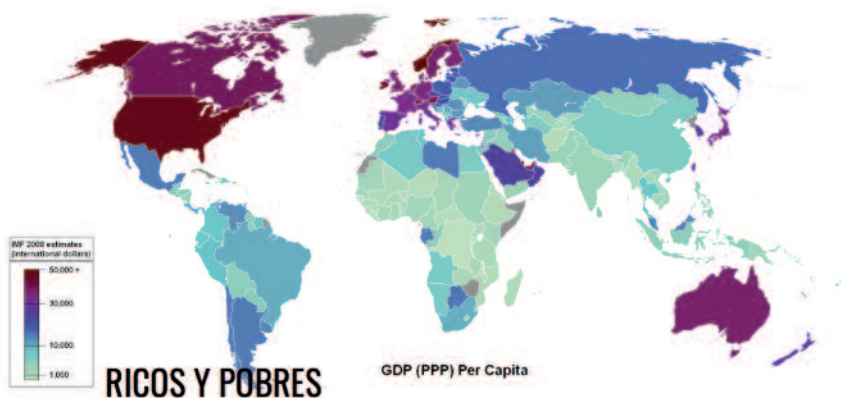 IMF 2008 estimates
(international dollars)
50,000 +
30,000
10,000
1,000
RICOS Y POBRES
GDP (PPP) Per Capita